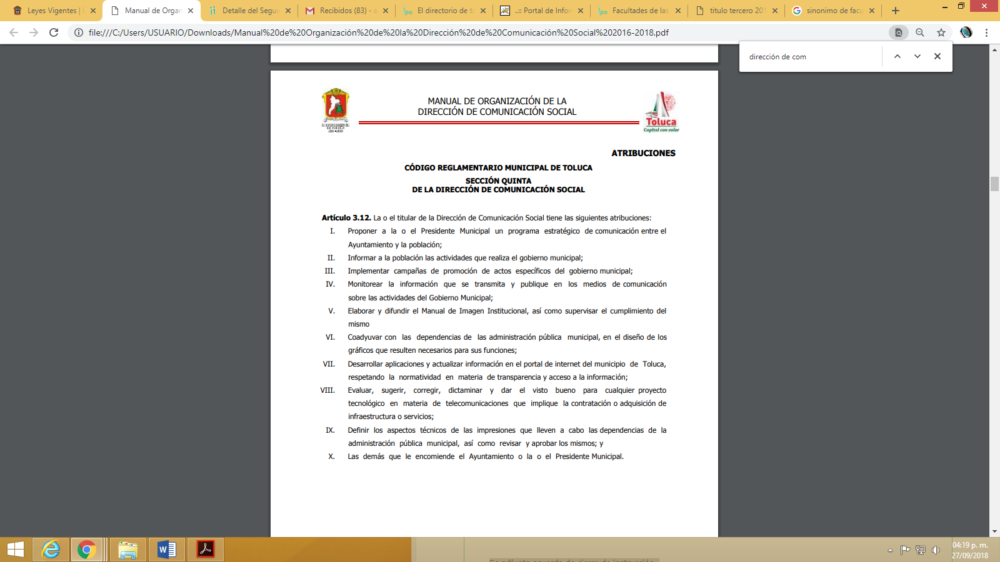 Leyes Vigentes |
Manual de Organ
Detalle del Segui
Recibidos (83) - a
El directorio de to
..:: Portal de Infor
Facultades de las
titulo tercero 201
sinonimo de facu
file:///C:/Users/USUARIO/Downloads/Manual%20de%20Organización%20de%20la%20Dirección%20de%20Comunicación%20Social%202016-2018.pdf
dirección de com
MANUAL DE ORGANIZACIÓN DE LA
DIRECCIÓN DE COMUNICACIÓN SOCIAL
Toluca
Capital con valor
ATRIBUCIONES
CÓDIGO REGLAMENTARIO MUNICIPAL DE TOLUCA
SECCIÓN QUINTA
DE LA DIRECCIÓN DE COMUNICACIÓN SOCIAL
Artículo 3.12. La o el titular de la Dirección de Comunicación Social tiene las siguientes atribuciones:
I. Proponer a la o el Presidente Municipal un programa estratégico de comunicación entre el
Ayuntamiento y la población;
II. Informar a la población las actividades que realiza el gobierno municipal;
III. Implementar campañas de promoción de actos específicos del gobierno municipal;
IV. Monitorear la información que se transmita y publique en los medios de comunicación
sobre las actividades del Gobierno Municipal;
V. Elaborar y difundir el Manual de Imagen Institucional, así como supervisar el cumplimiento del
mismo
VI. Coadyuvar con las dependencias de las administración pública municipal, en el diseño de los
gráficos que resulten necesarios para sus funciones;
VII. Desarrollar aplicaciones y actualizar información en el portal de internet del municipio de Toluca,
respetando la normatividad en materia de transparencia y acceso a la información;
VIII. Evaluar, sugerir, corregir, dictaminar y dar el visto bueno para cualquier proyecto
tecnológico en materia de telecomunicaciones que implique la contratación o adquisición de
infraestructura o servicios;
IX. Definir los aspectos técnicos de las impresiones que lleven a cabo las dependencias de la
administración pública municipal, así como revisar y aprobar los mismos; y
X. Las demás que le encomiende el Ayuntamiento o la o el Presidente Municipal.
04:19 p. m.
27/09/2018